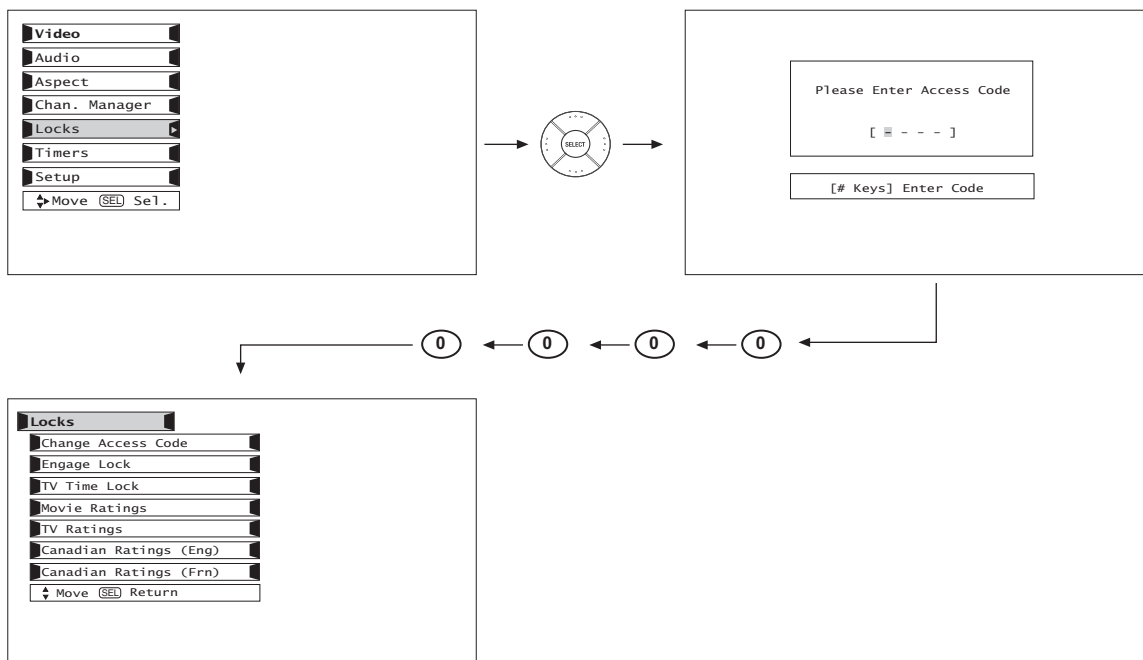 Video
Audio
Aspect
Chan. Manager
Locks
Timers
Setup
Move SEL Sel.
SELECT
Please Enter Access Code
[ - - - - ]
[# Keys] Enter Code
0 0 0 0
Locks
Change Access Code
Engage Lock
TV Time Lock
Movie Ratings
TV Ratings
Canadian Ratings (Eng)
Canadian Ratings (Frn)
Move SEL Return